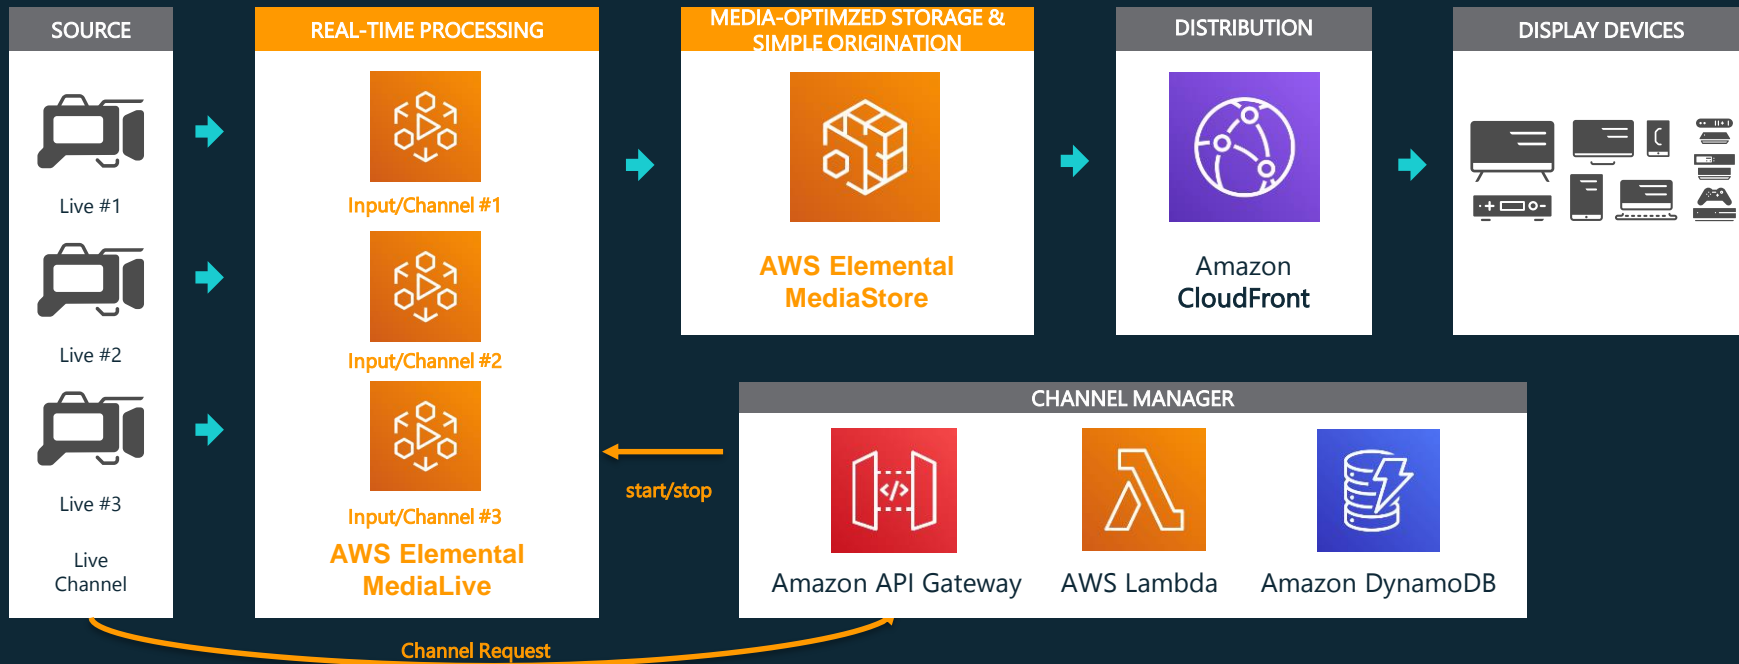 SOURCE
Live #1
Live #2
Live #3
Live
Channel
REAL-TIME PROCESSING
Input/Channel #1
Input/Channel #2
Input/Channel #3
AWS Elemental
MediaLive
MEDIA-OPTIMZED STORAGE &
SIMPLE ORIGINATION
AWS Elemental
MediaStore
DISTRIBUTION
Amazon
CloudFront
DISPLAY DEVICES
CHANNEL MANAGER
Amazon API Gateway
AWS Lambda
Amazon DynamoDB
start/stop
Channel Request